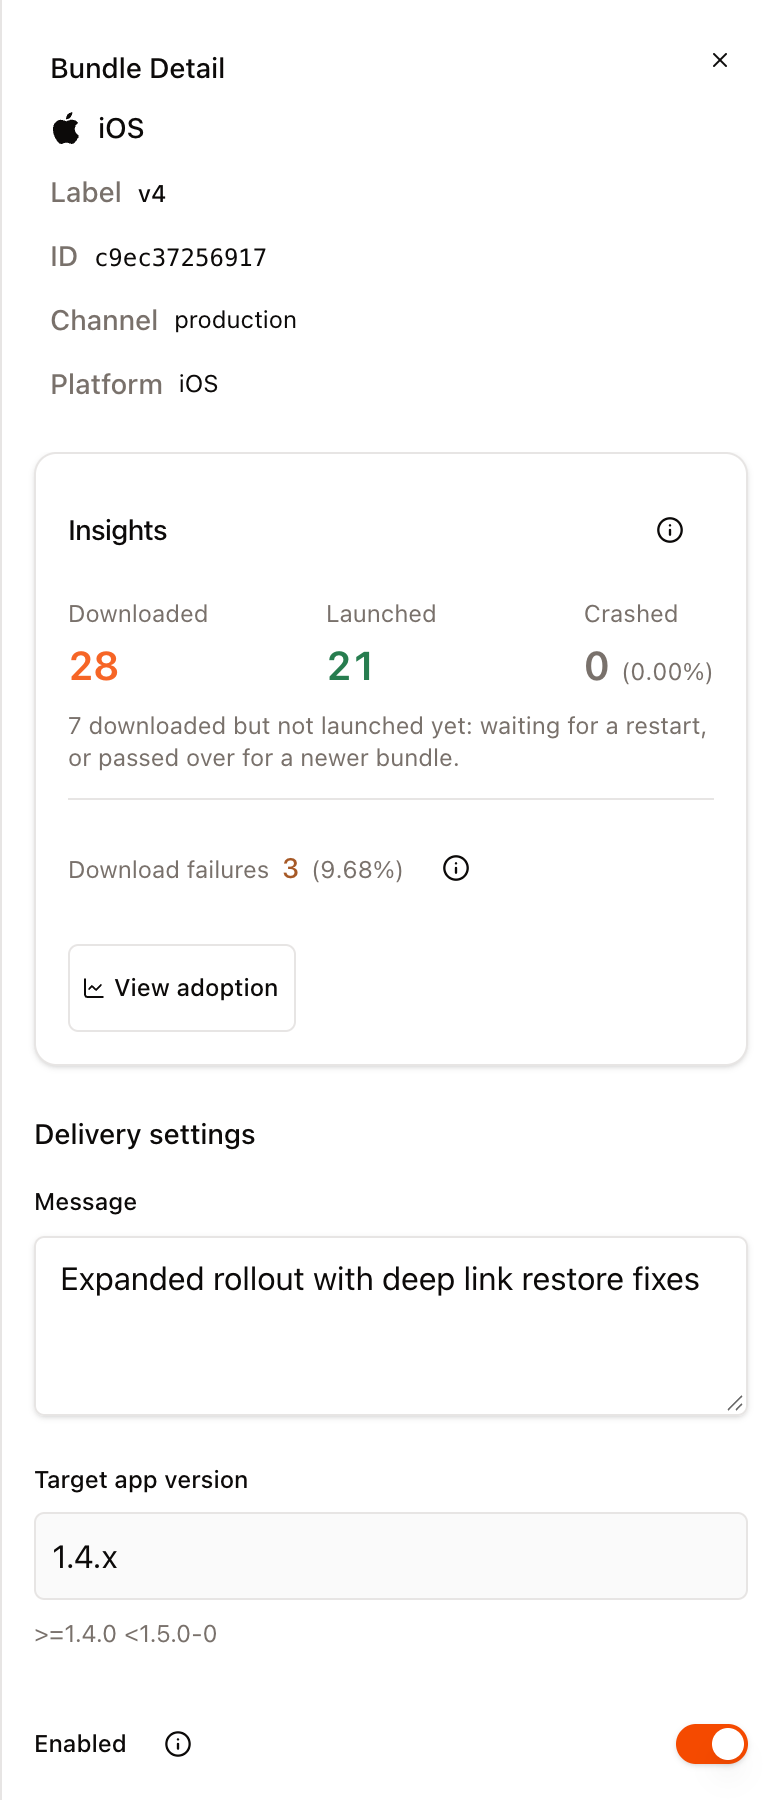 Bundle Detail
iOS
Label v4
ID c9ec37256917
Channel production
Platform iOS
Insights
Downloaded Launched Crashed
28 21 0 (0.00%)
7 downloaded but not launched yet: waiting for a restart,
or passed over for a newer bundle.
Download failures 3 (9.68%)
View adoption
Delivery settings
Message
Expanded rollout with deep link restore fixes
Target app version
1.4.x
>=1.4.0 <1.5.0-0
Enabled